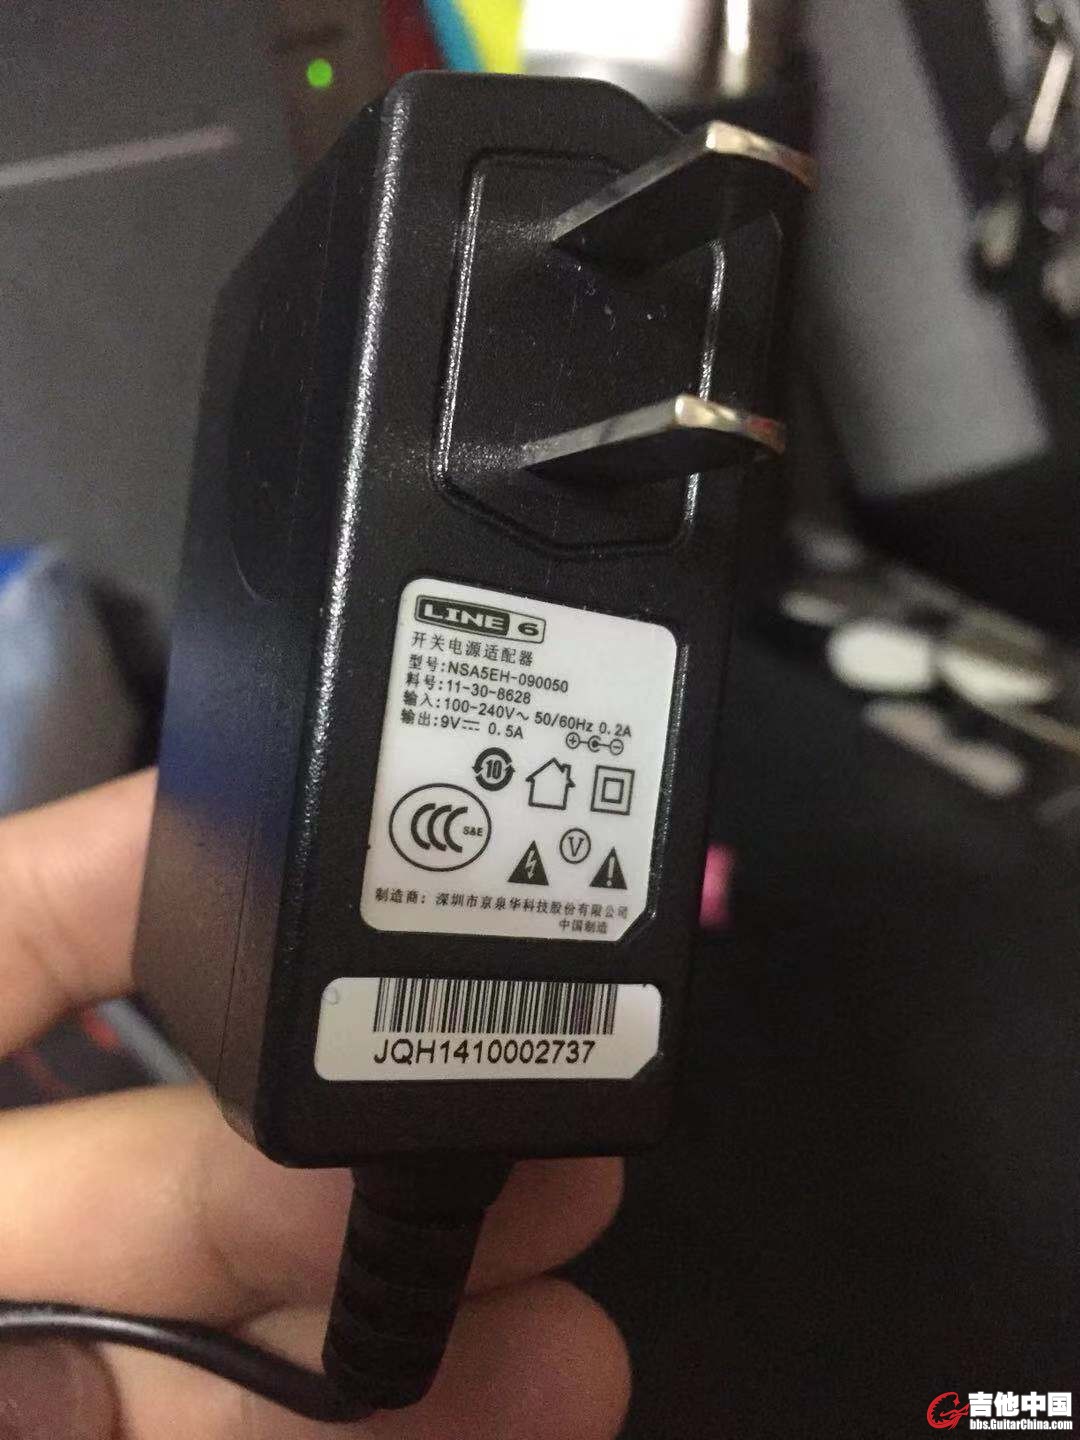 LINE 6
开关电源适配器
型号:NSA5EH-090050
料号:11-30-8628
输入:100-240V～ 50/60Hz 0.2A
输出:9V⎓ 0.5A
10
S&E
V
制造商：深圳市京泉华科技股份有限公司
中国制造
JQH1410002737
吉他中国
bbs.GuitarChina.com